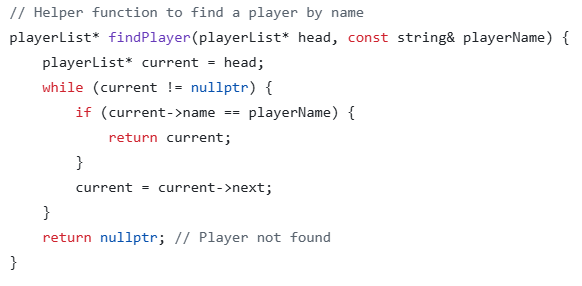 // Helper function to find a player by name
playerList* findPlayer(playerList* head, const string& playerName) {
    playerList* current = head;
    while (current != nullptr) {
        if (current->name == playerName) {
            return current;
        }
        current = current->next;
    }
    return nullptr; // Player not found
}